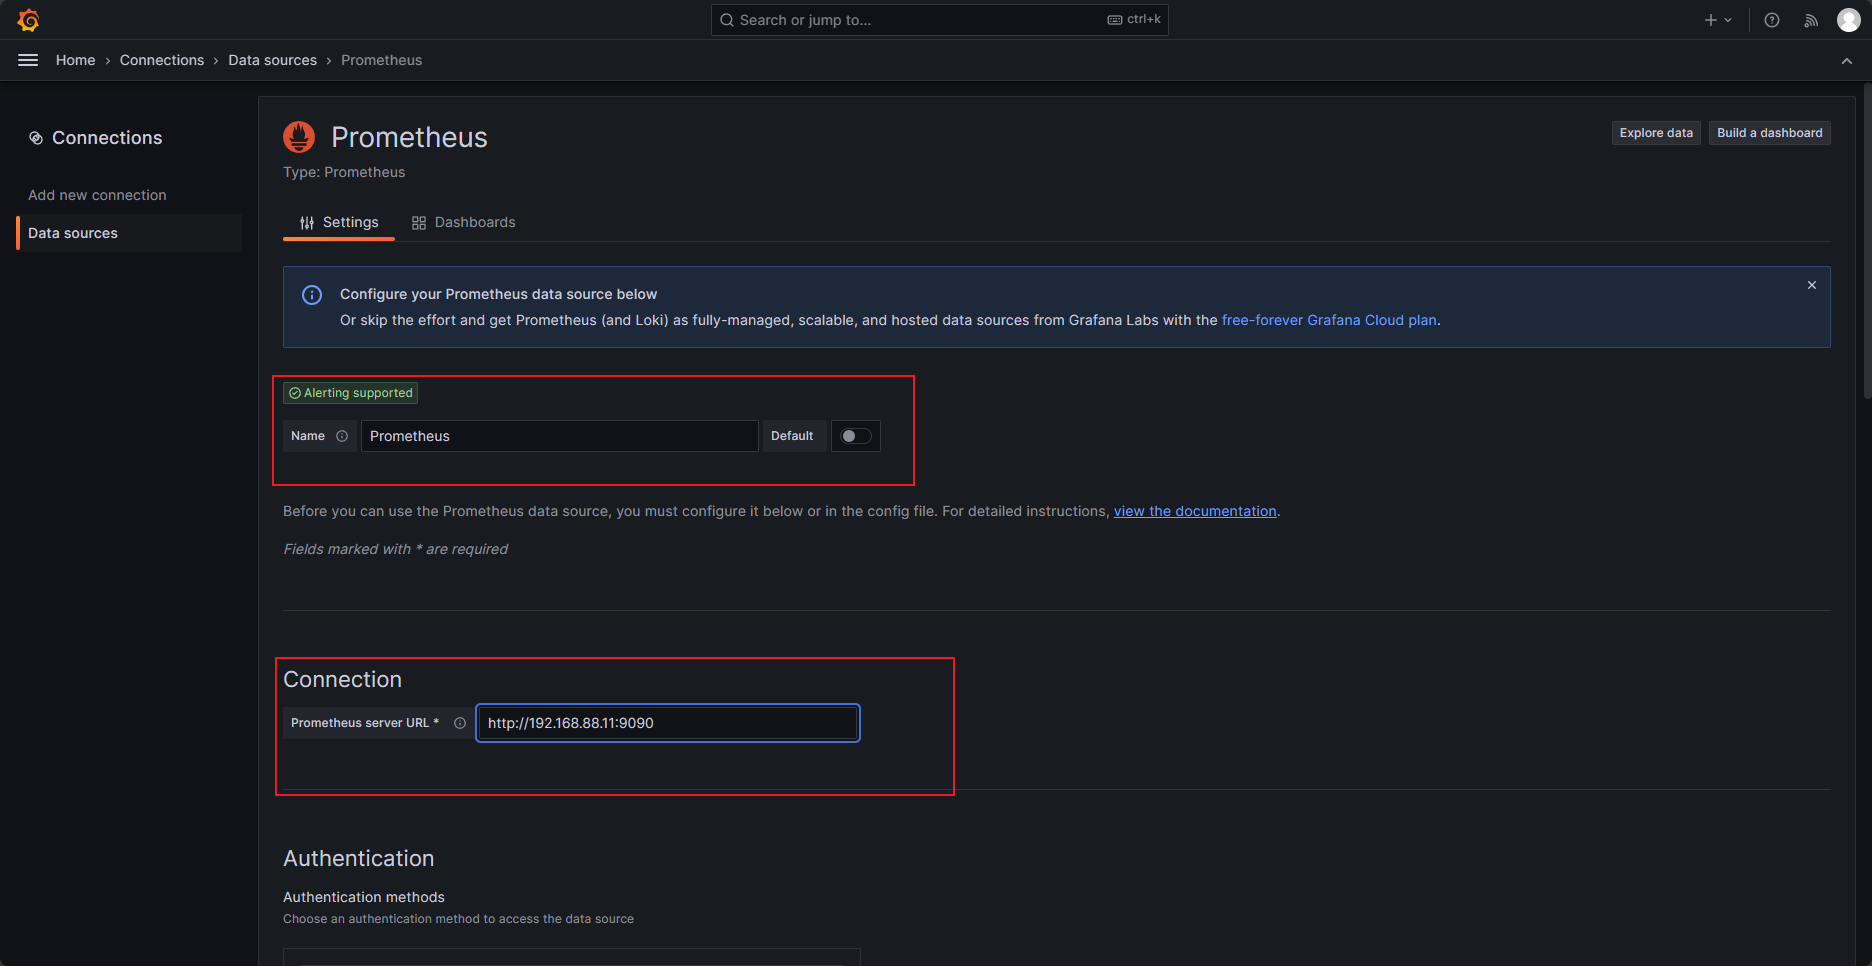 Search or jump to... ctrl+k
Home › Connections › Data sources › Prometheus
Connections
Add new connection
Data sources
Prometheus
Explore data Build a dashboard
Type: Prometheus
Settings Dashboards
Configure your Prometheus data source below
Or skip the effort and get Prometheus (and Loki) as fully-managed, scalable, and hosted data sources from Grafana Labs with the free-forever Grafana Cloud plan.
Alerting supported
Name Prometheus Default
Before you can use the Prometheus data source, you must configure it below or in the config file. For detailed instructions, view the documentation.
Fields marked with * are required
Connection
Prometheus server URL * http://192.168.88.11:9090
Authentication
Authentication methods
Choose an authentication method to access the data source